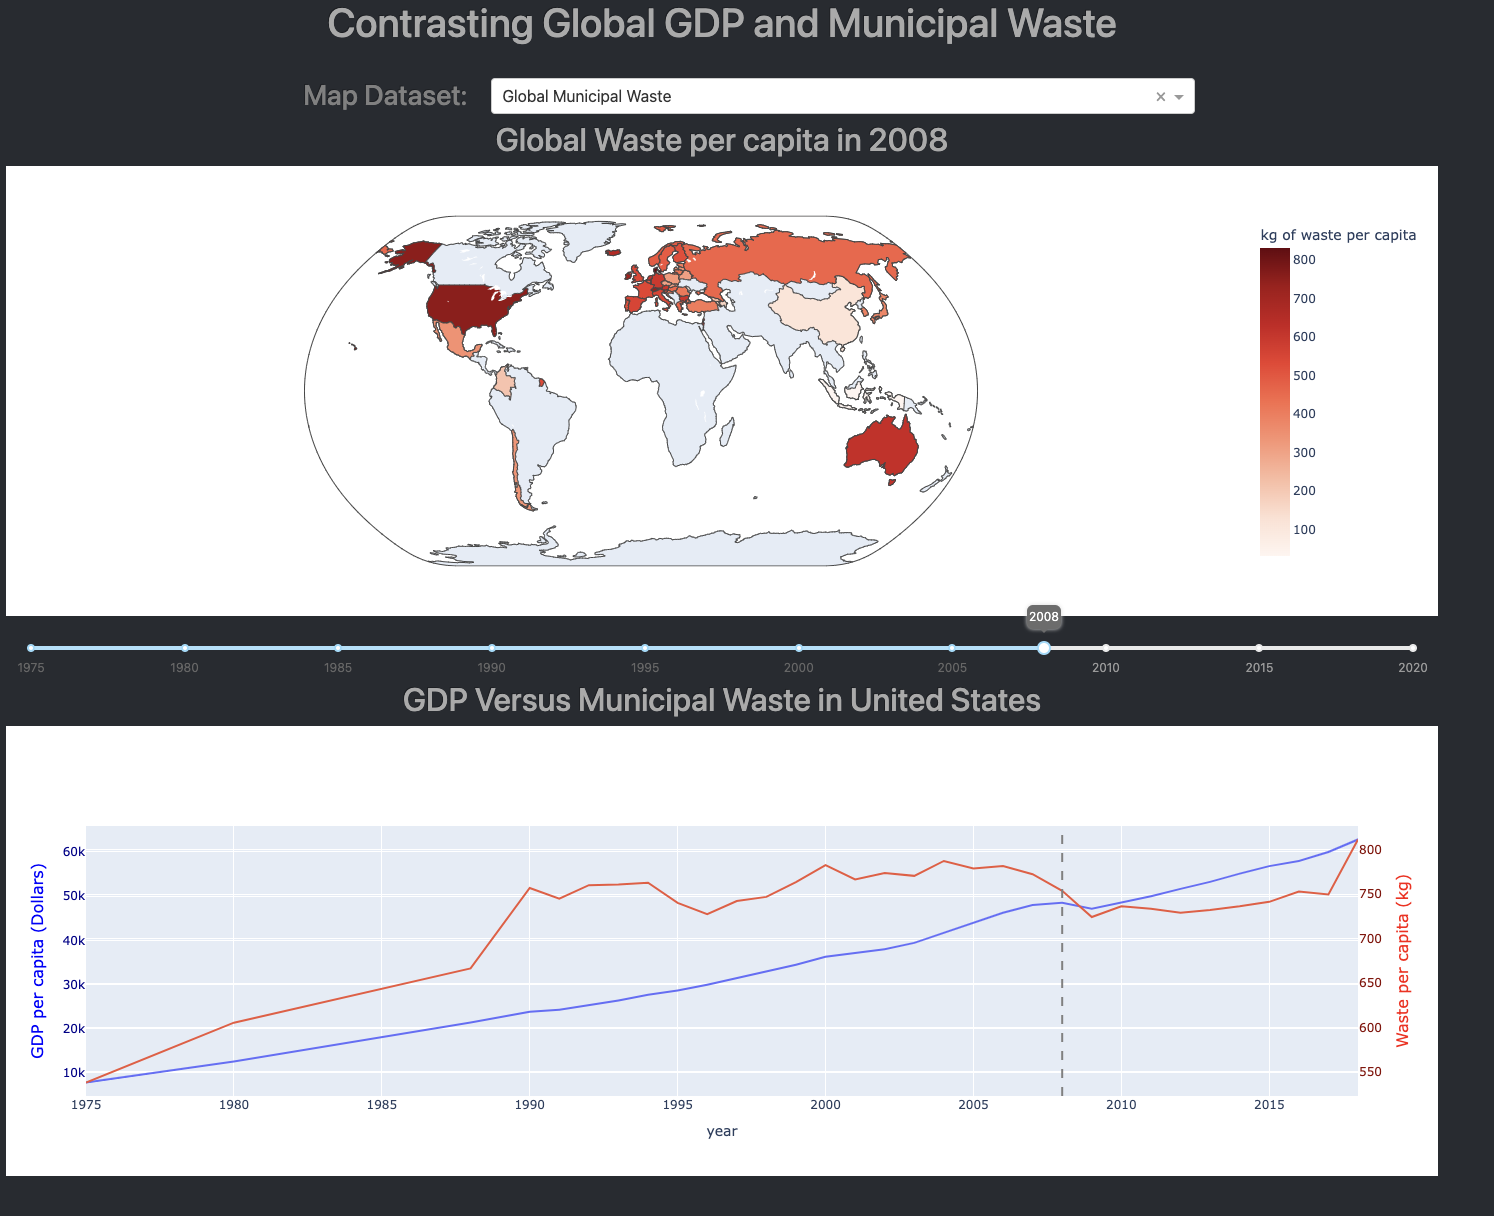 Contrasting Global GDP and Municipal Waste
Map Dataset: Global Municipal Waste ×
Global Waste per capita in 2008
kg of waste per capita
800
700
600
500
400
300
200
100
2008
1975 1980 1985 1990 1995 2000 2005 2010 2015 2020
GDP Versus Municipal Waste in United States
GDP per capita (Dollars)
60k
50k
40k
30k
20k
10k
800
750
700
650
600
550
Waste per capita (kg)
1975 1980 1985 1990 1995 2000 2005 2010 2015
year